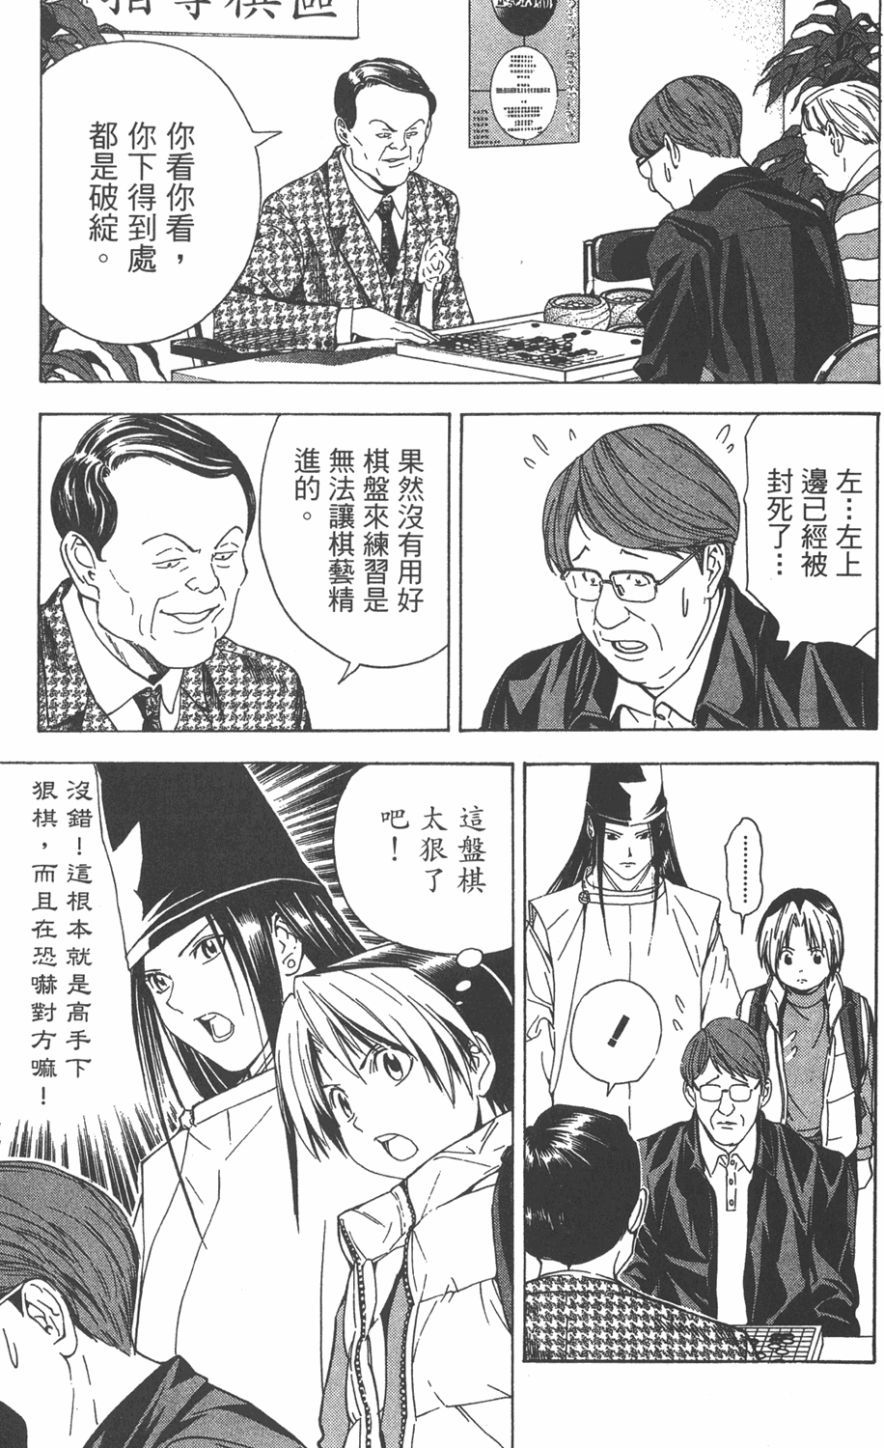 指導棋區
你看你看，
你下得到處
都是破綻。
左…左上
邊已經被
封死了…
果然沒有用好
棋盤來練習是
無法讓棋藝精
進的。
………
！
這盤棋
太狠了
吧！
沒錯！這根本就是高手下
狠棋，而且在恐嚇對方嘛！